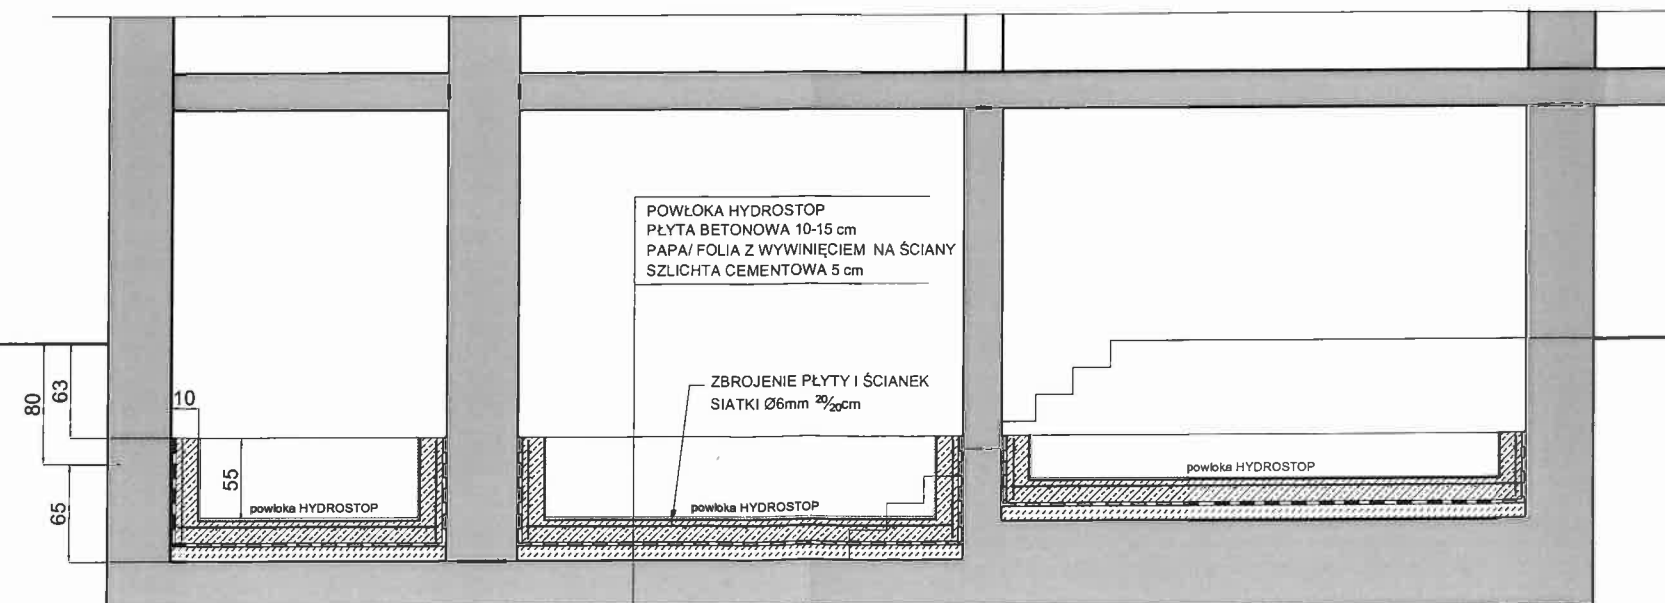 POWŁOKA HYDROSTOP
PŁYTA BETONOWA 10-15 cm
PAPA/ FOLIA Z WYWINIĘCIEM NA ŚCIANY
SZLICHTA CEMENTOWA 5 cm
ZBROJENIE PŁYTY I ŚCIANEK
SIATKI Ø6mm 20/20cm
80
63
10
65
55
powłoka HYDROSTOP
powłoka HYDROSTOP
powłoka HYDROSTOP